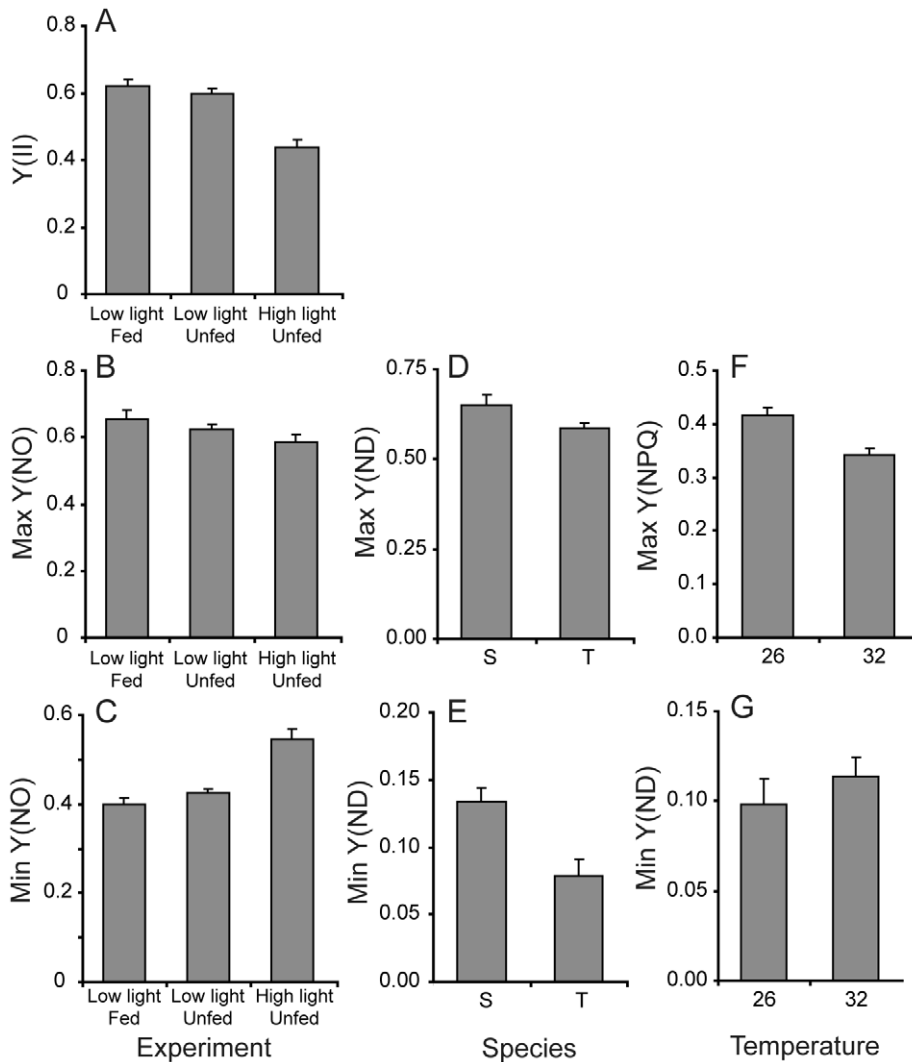 A
0.8
0.6
0.4
0.2
0
Y(II)
Low light Low light High light
Fed Unfed Unfed
B
0.8
0.6
0.4
0.2
0
Max Y(NO)
Low light Low light High light
Fed Unfed Unfed
D
0.75
0.50
0.25
0.00
Max Y(ND)
S T
F
0.5
0.4
0.3
0.2
0.1
0.0
Max Y(NPQ)
26 32
C
0.6
0.4
0.2
0
Min Y(NO)
Low light Low light High light
Fed Unfed Unfed
Experiment
E
0.20
0.15
0.10
0.05
0.00
Min Y(ND)
S T
Species
G
0.15
0.10
0.05
0.00
Min Y(ND)
26 32
Temperature